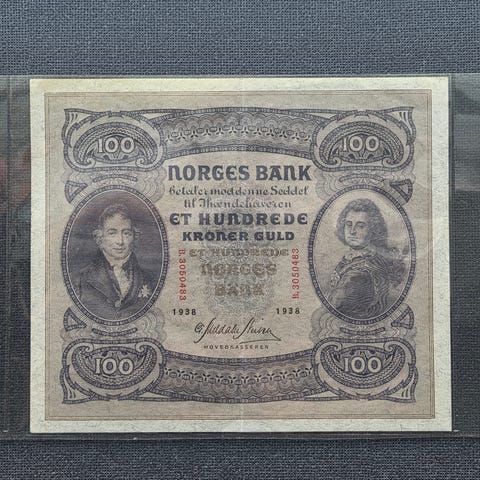 100 100
NORGES BANK
betaler mod denne Seddel
til Ihændehaveren
ET HUNDREDE
KRONER GULD
ET HUNDREDE
NORGES
BANK
B.3050483
B.3050483
1938 1938
HOVEDKASSEREN
100 100